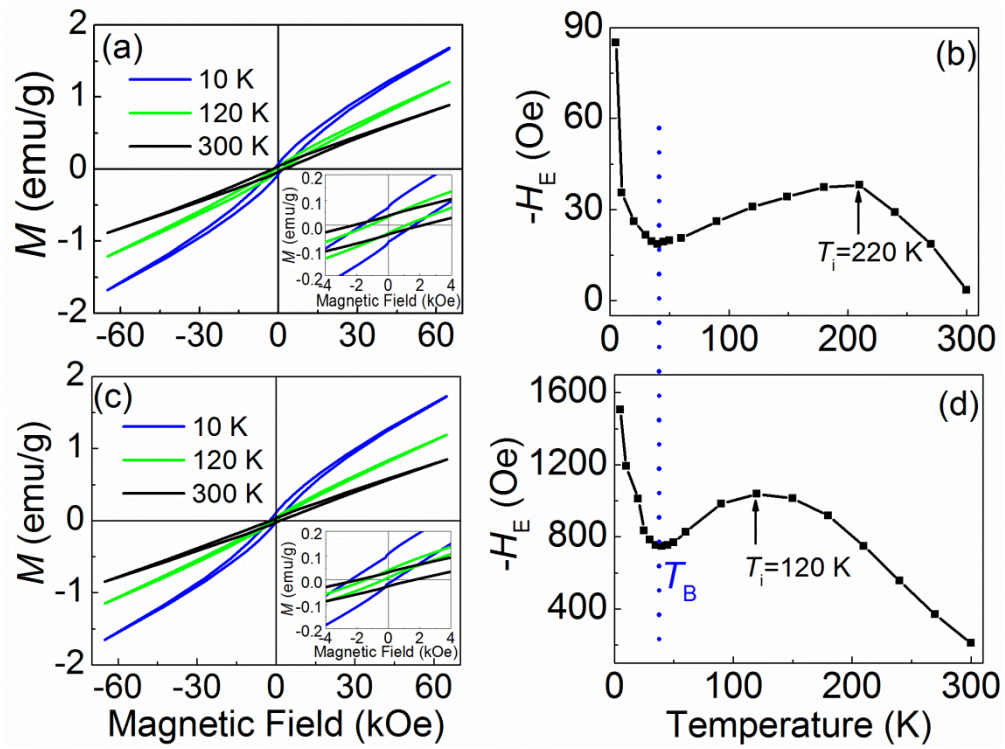 (a)
10 K
120 K
300 K
M (emu/g)
2
1
0
-1
-2
-60
-30
0
30
60
M (emu/g)
0.2
0.1
0.0
-0.1
-0.2
-4
-2
0
2
4
Magnetic Field (kOe)
(b)
-HE (Oe)
90
60
30
0
Ti=220 K
0
100
200
300
(c)
10 K
120 K
300 K
M (emu/g)
2
1
0
-1
-2
-60
-30
0
30
60
Magnetic Field (kOe)
M (emu/g)
0.2
0.1
0.0
-0.1
-0.2
-4
-2
0
2
4
Magnetic Field (kOe)
(d)
-HE (Oe)
1600
1200
800
400
Ti=120 K
TB
0
100
200
300
Temperature (K)